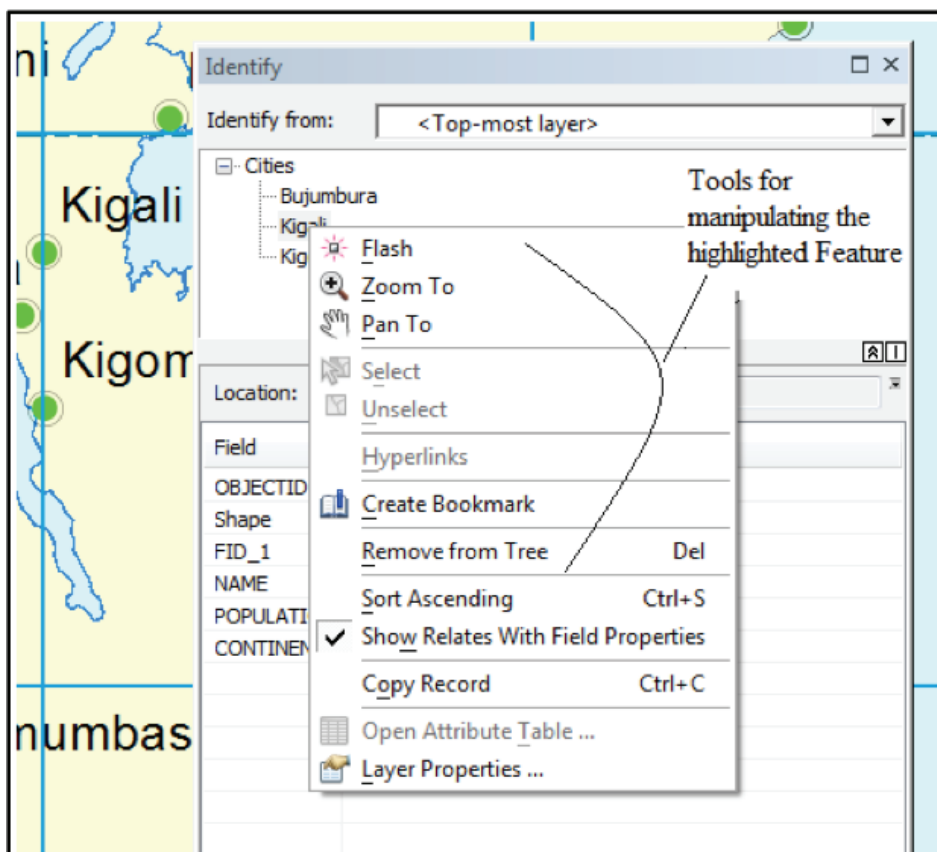 ni
Identify
Identify from:
<Top-most layer>
Cities
Bujumbura
Kigali
Kig
Tools for
manipulating the
highlighted Feature
Kigali
Flash
Zoom To
Pan To
Kigom
Select
Location:
Unselect
Field
Hyperlinks
OBJECTID
Create Bookmark
Shape
FID_1
Remove from Tree Del
NAME
POPULATI
Sort Ascending Ctrl+S
CONTINEN
Show Relates With Field Properties
Copy Record Ctrl+C
mumbas
Open Attribute Table ...
Layer Properties ...